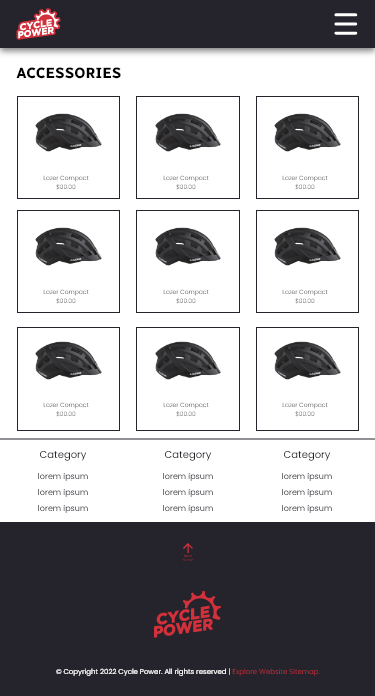 CYCLE
POWER
ACCESSORIES
Lazer Compact
$00.00
Lazer Compact
$00.00
Lazer Compact
$00.00
Lazer Compact
$00.00
Lazer Compact
$00.00
Lazer Compact
$00.00
Lazer Compact
$00.00
Lazer Compact
$00.00
Lazer Compact
$00.00
Category
lorem ipsum
lorem ipsum
lorem ipsum
Category
lorem ipsum
lorem ipsum
lorem ipsum
Category
lorem ipsum
lorem ipsum
lorem ipsum
CYCLE
POWER
© Copyright 2022 Cycle Power. All rights reserved | Explore Website Sitemap.